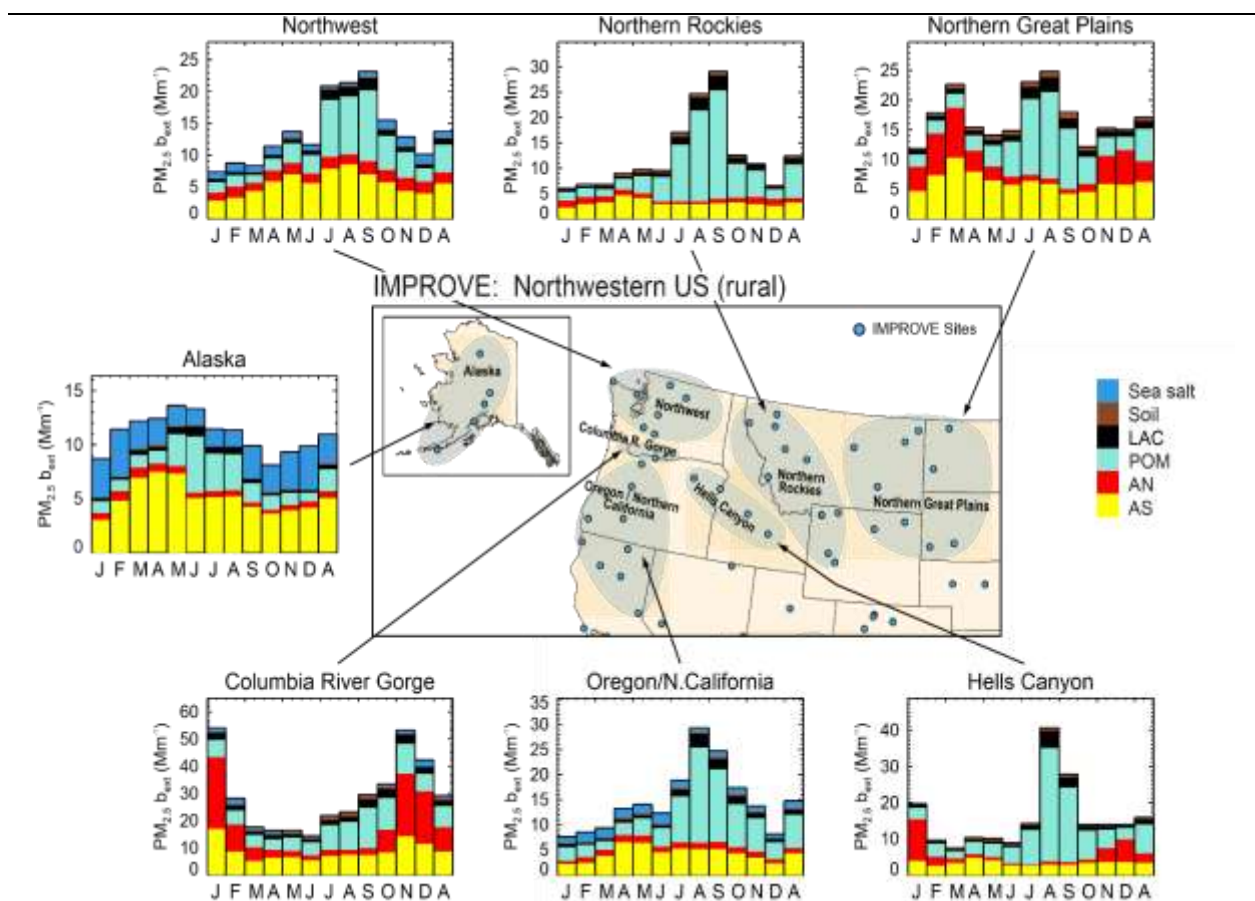 Northwest
PM2.5 bext (Mm-1)
25
20
15
10
5
0
J F M A M J J A S O N D A
Northern Rockies
PM2.5 bext (Mm-1)
30
25
20
15
10
5
0
J F M A M J J A S O N D A
Northern Great Plains
PM2.5 bext (Mm-1)
25
20
15
10
5
0
J F M A M J J A S O N D A
IMPROVE: Northwestern US (rural)
IMPROVE Sites
Alaska
Northwest
Columbia R. Gorge
Oregon / Northern
California
Hells Canyon
Northern
Rockies
Northern Great Plains
Alaska
PM2.5 bext (Mm-1)
15
10
5
0
J F M A M J J A S O N D A
Sea salt
Soil
LAC
POM
AN
AS
Columbia River Gorge
PM2.5 bext (Mm-1)
60
50
40
30
20
10
0
J F M A M J J A S O N D A
Oregon/N.California
PM2.5 bext (Mm-1)
35
30
25
20
15
10
5
0
J F M A M J J A S O N D A
Hells Canyon
PM2.5 bext (Mm-1)
40
30
20
10
0
J F M A M J J A S O N D A